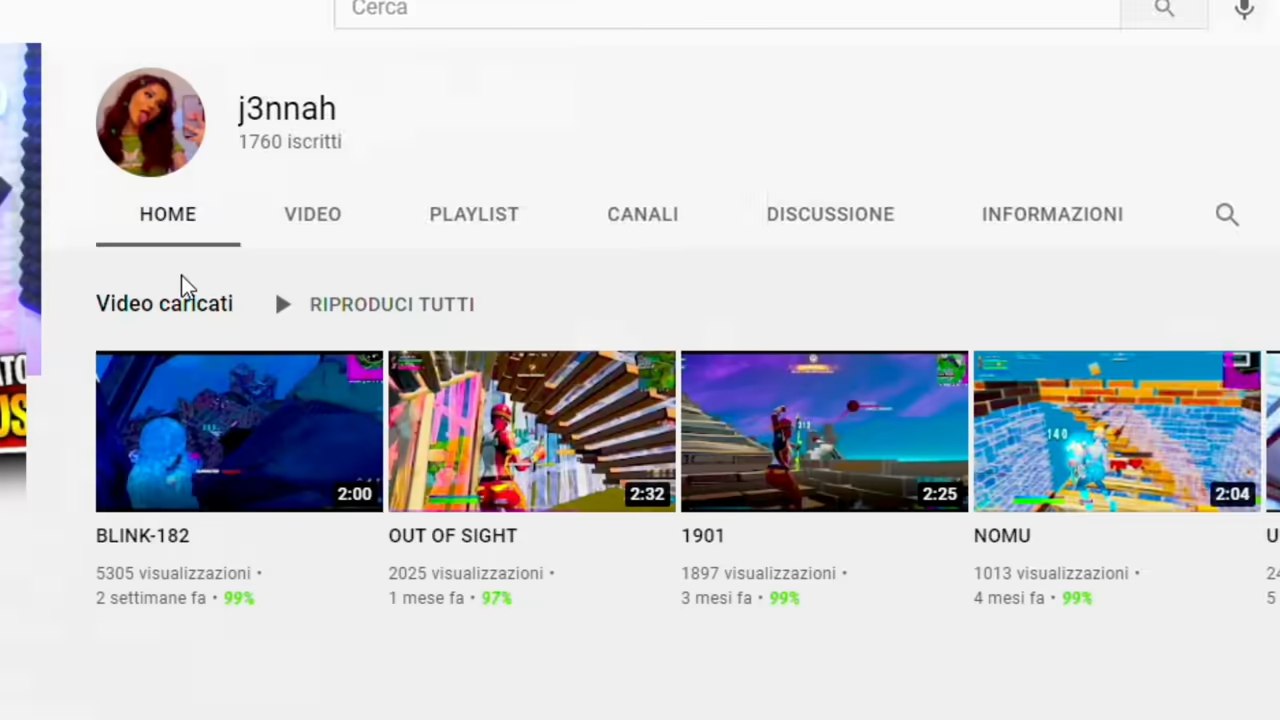 Cerca
j3nnah
1760 iscritti
HOME VIDEO PLAYLIST CANALI DISCUSSIONE INFORMAZIONI
Video caricati RIPRODUCI TUTTI
2:00 2:32 2:25 2:04
BLINK-182 OUT OF SIGHT 1901 NOMU
5305 visualizzazioni • 2025 visualizzazioni • 1897 visualizzazioni • 1013 visualizzazioni •
2 settimane fa • 99% 1 mese fa • 97% 3 mesi fa • 99% 4 mesi fa • 99%